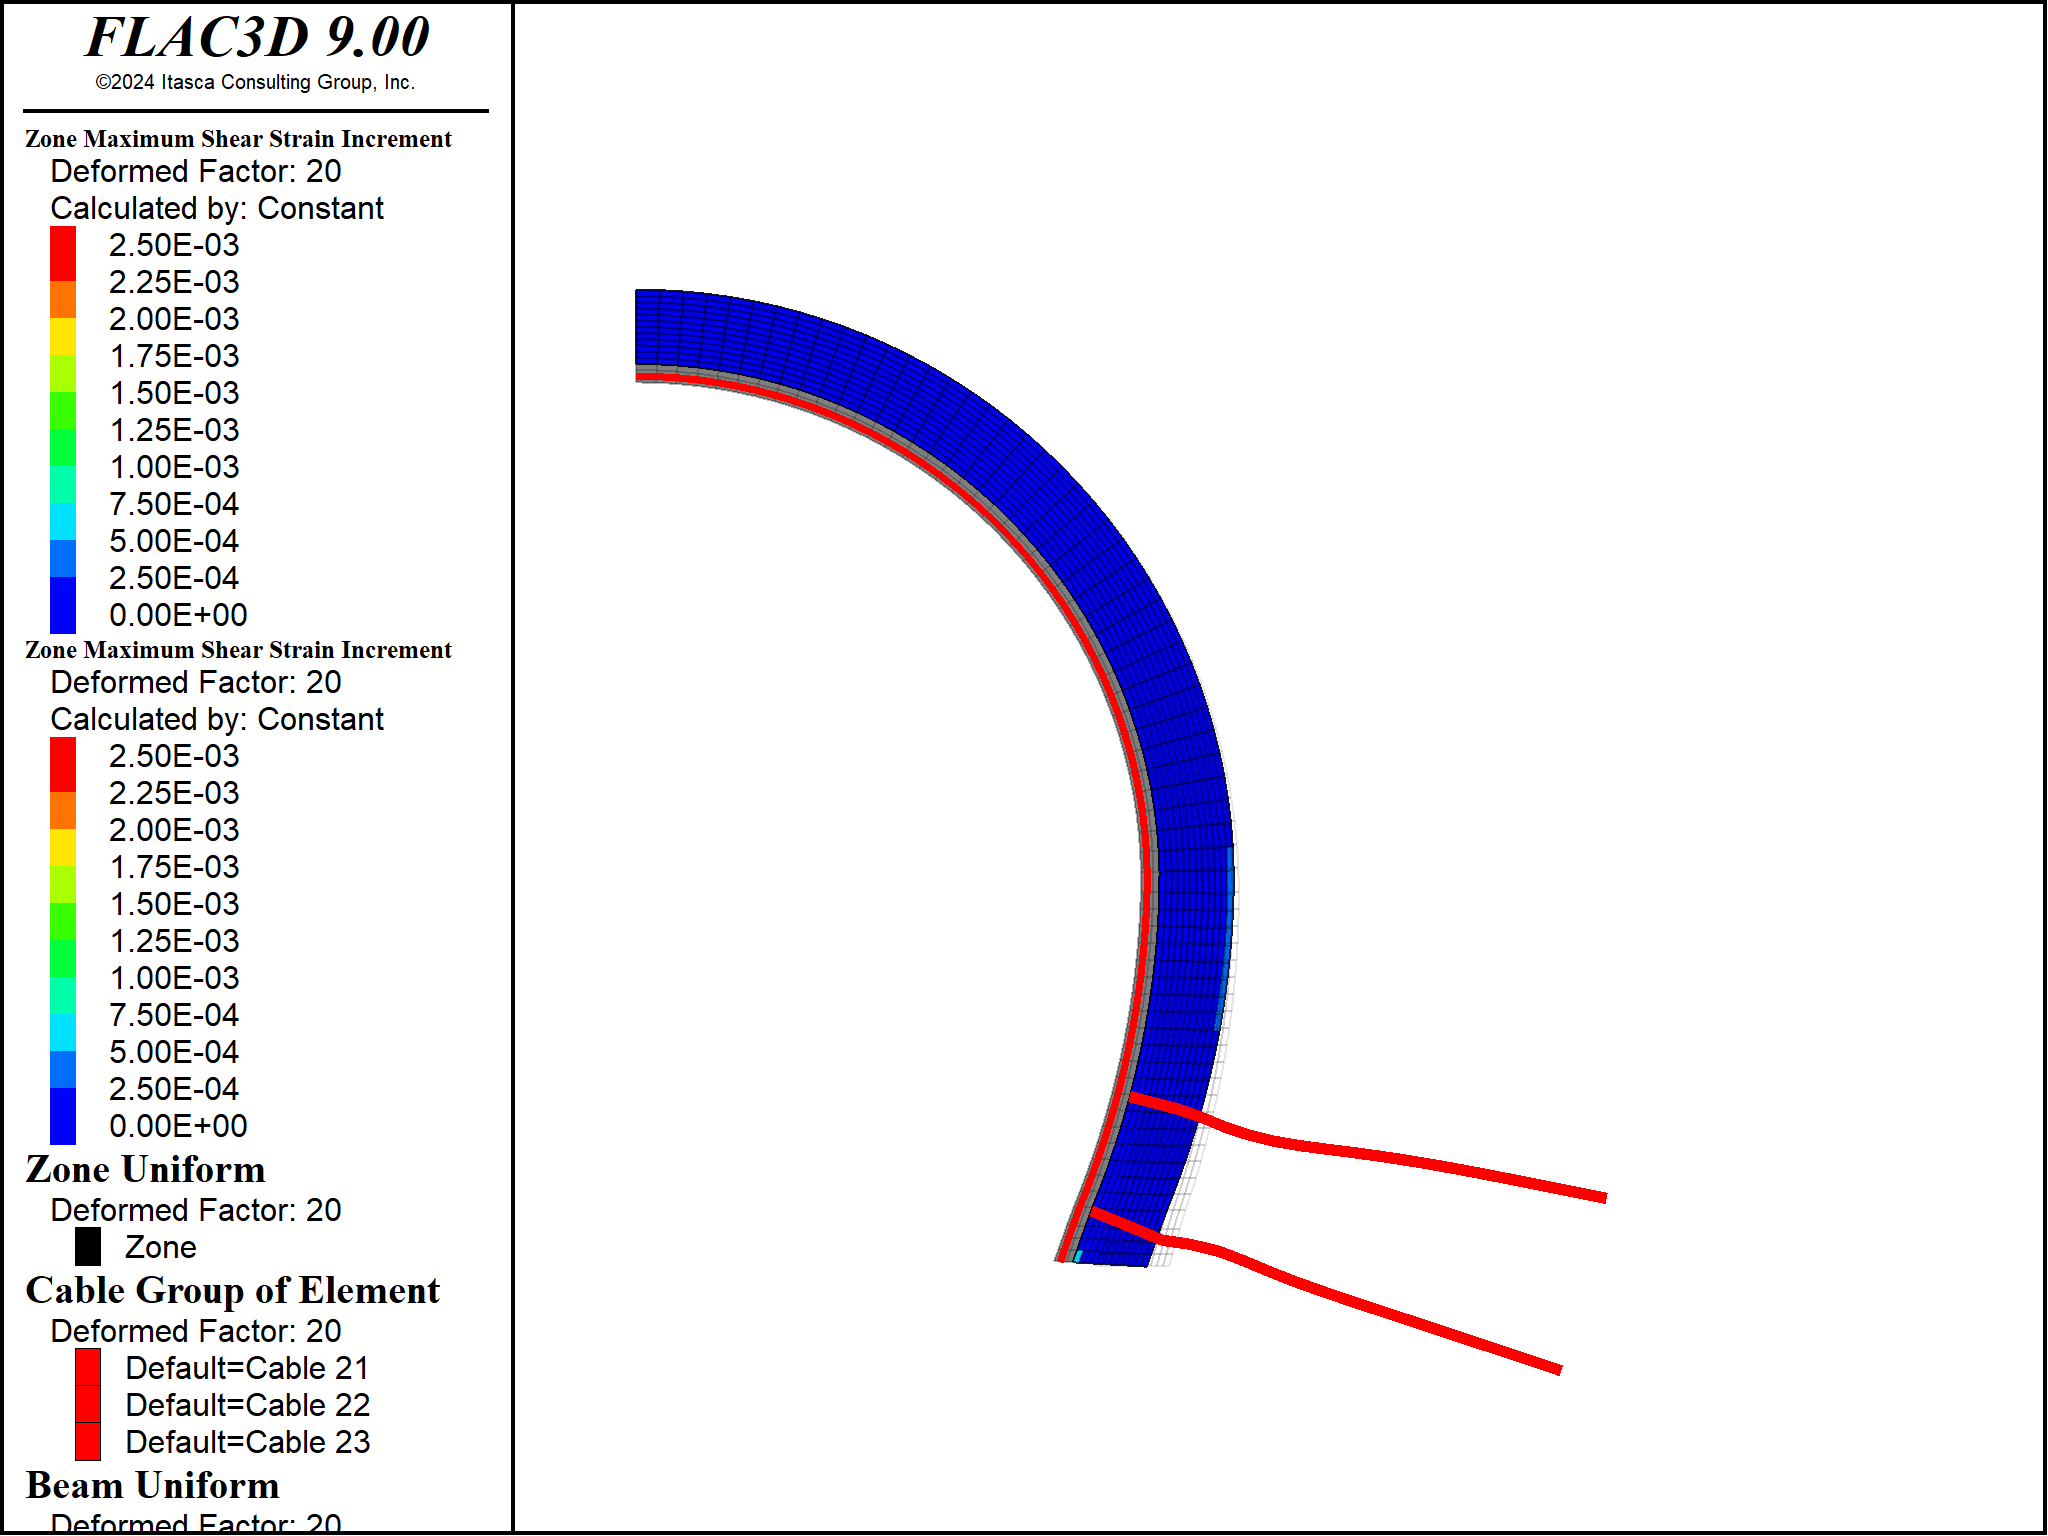 FLAC3D 9.00
©2024 Itasca Consulting Group, Inc.
Zone Maximum Shear Strain Increment
Deformed Factor: 20
Calculated by: Constant
2.50E-03
2.25E-03
2.00E-03
1.75E-03
1.50E-03
1.25E-03
1.00E-03
7.50E-04
5.00E-04
2.50E-04
0.00E+00
Zone Maximum Shear Strain Increment
Deformed Factor: 20
Calculated by: Constant
2.50E-03
2.25E-03
2.00E-03
1.75E-03
1.50E-03
1.25E-03
1.00E-03
7.50E-04
5.00E-04
2.50E-04
0.00E+00
Zone Uniform
Deformed Factor: 20
Zone
Cable Group of Element
Deformed Factor: 20
Default=Cable 21
Default=Cable 22
Default=Cable 23
Beam Uniform
Deformed Factor: 20